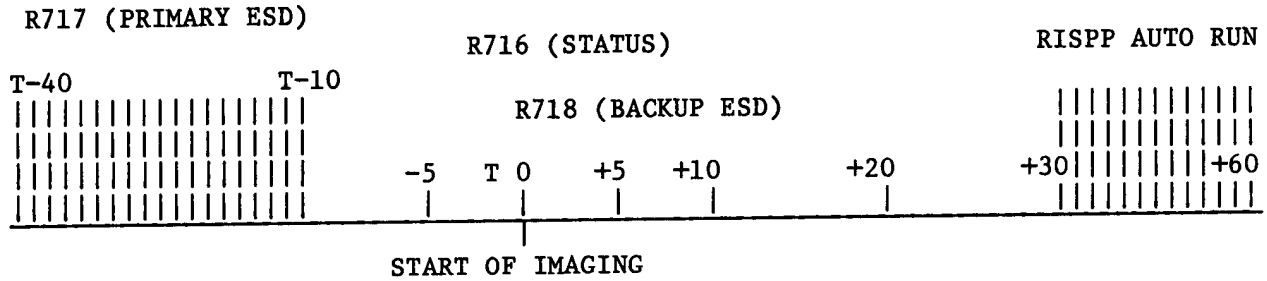 R717 (PRIMARY ESD)
R716 (STATUS)
RISPP AUTO RUN
T-40 T-10
R718 (BACKUP ESD)
-5 T 0 +5 +10 +20 +30 +60
START OF IMAGING